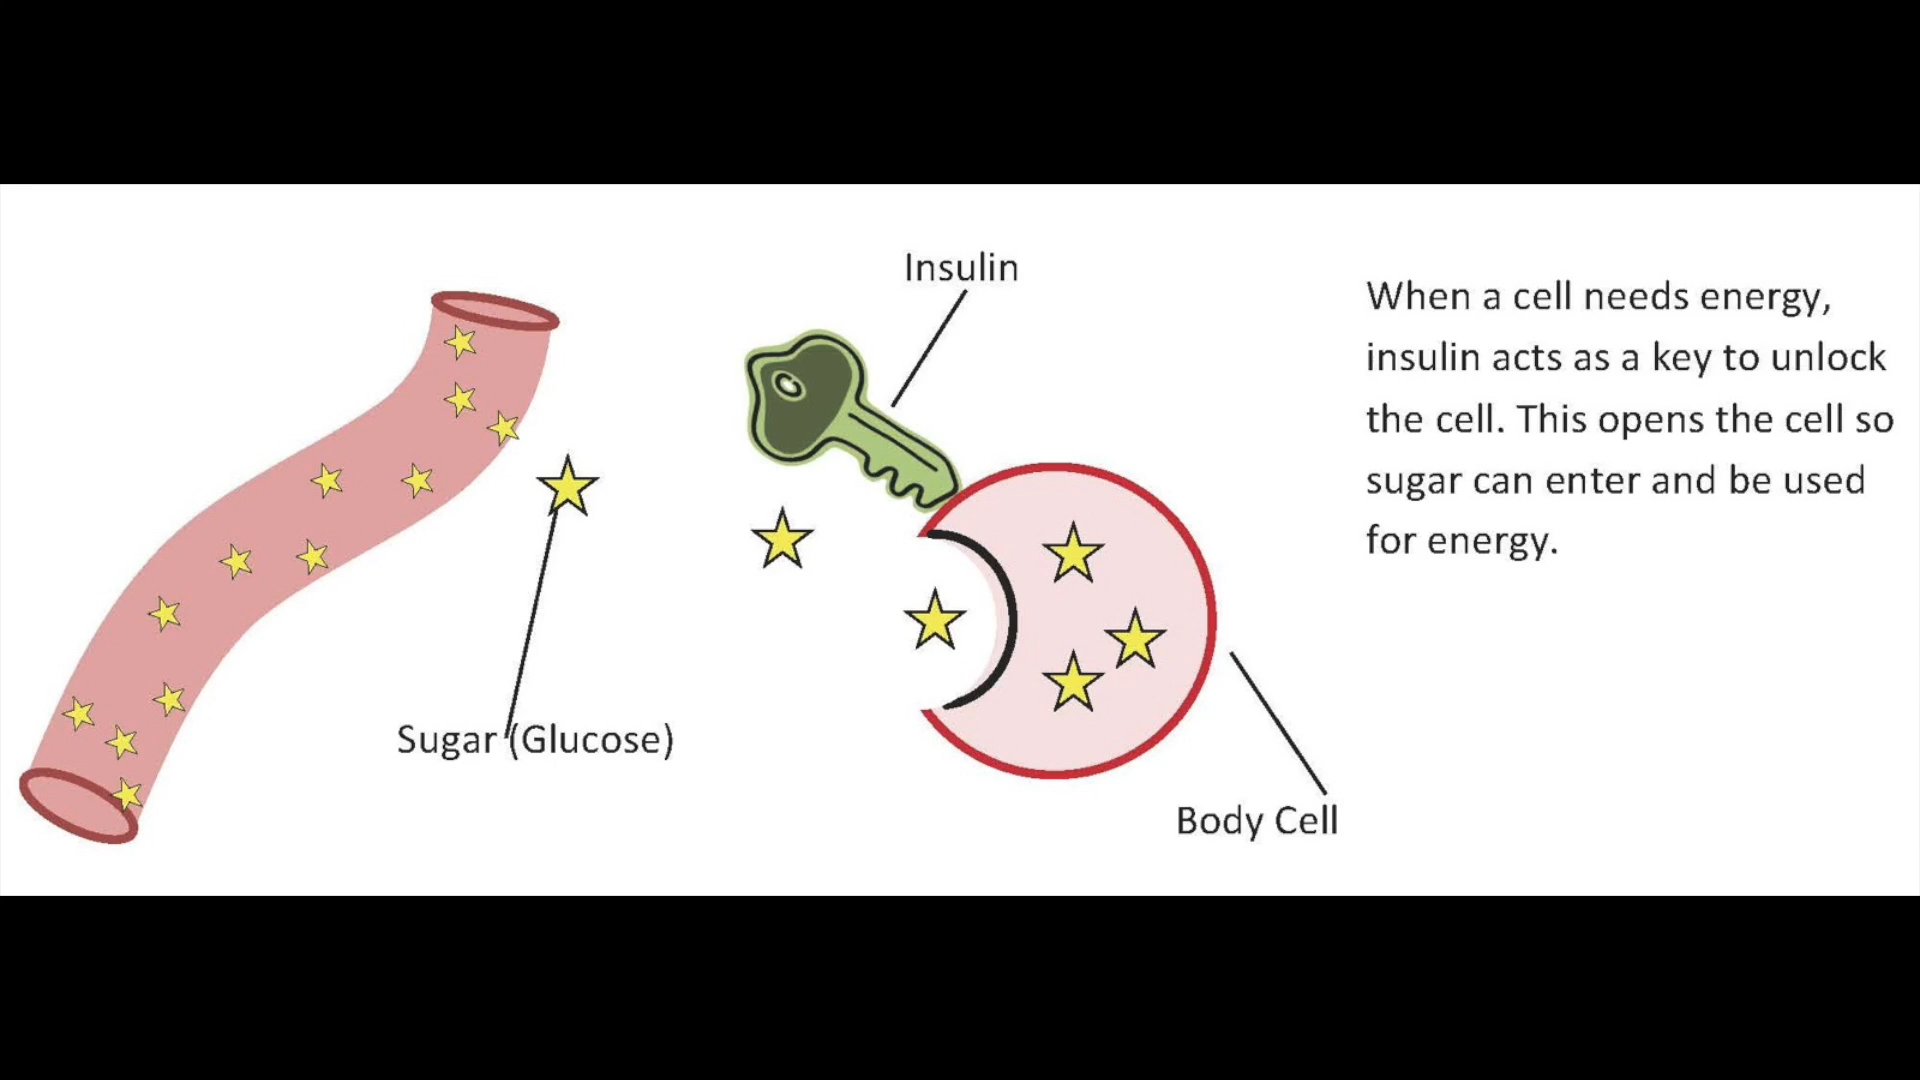 Insulin
When a cell needs energy,
insulin acts as a key to unlock
the cell. This opens the cell so
sugar can enter and be used
for energy.
Sugar (Glucose)
Body Cell